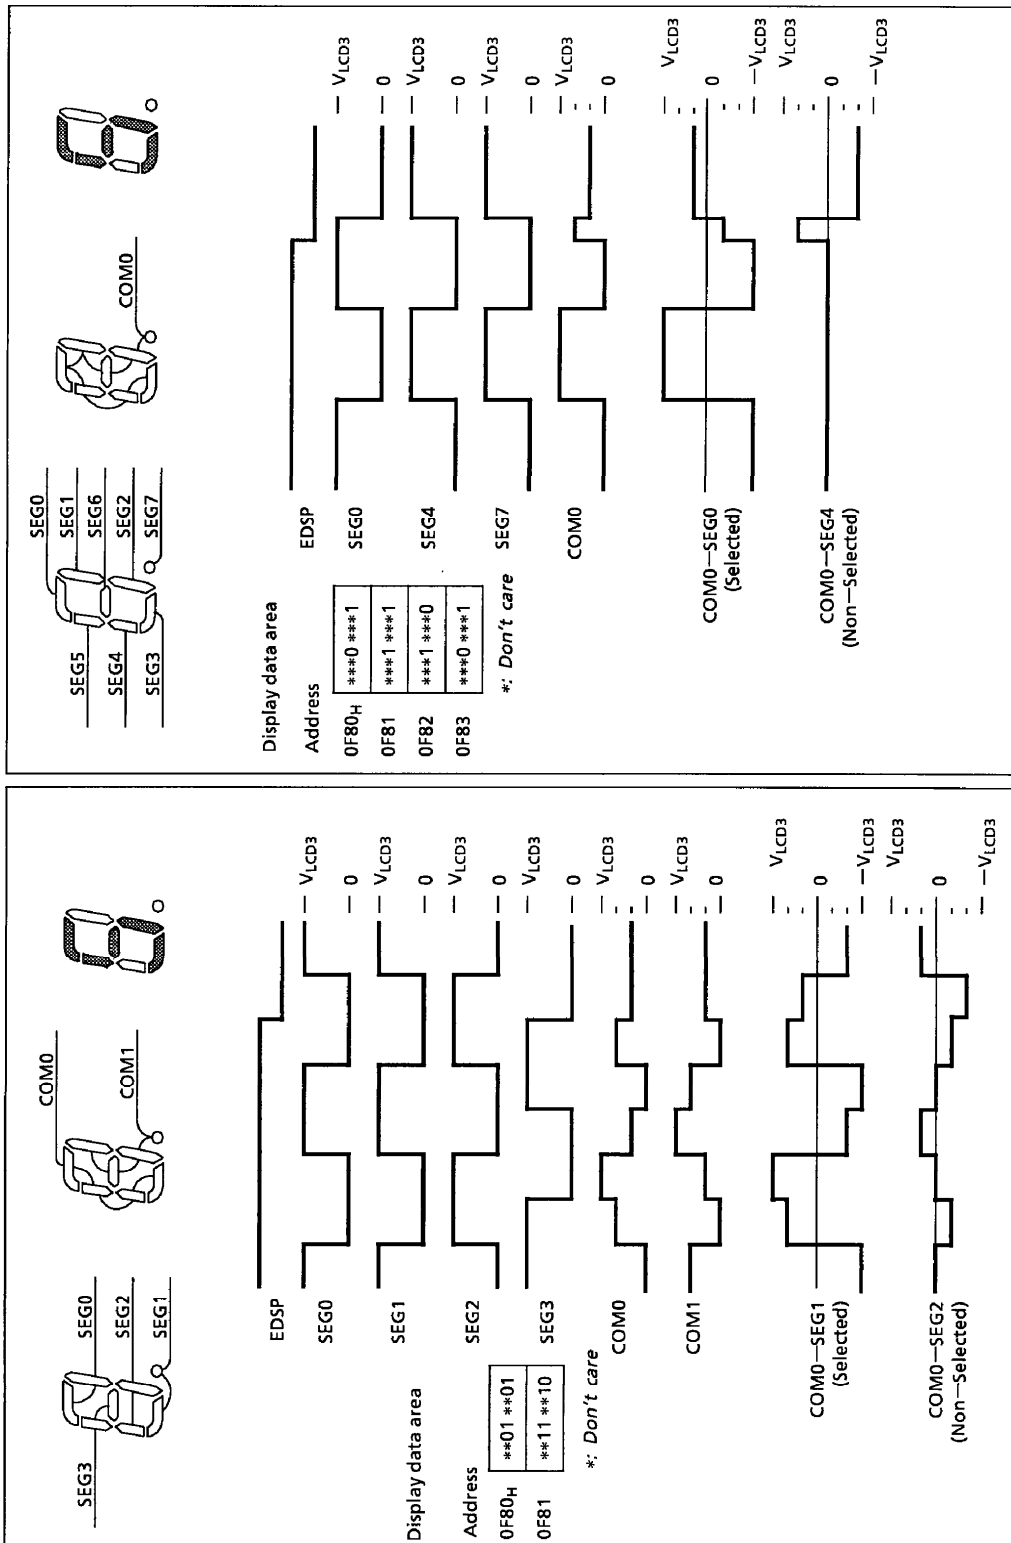 COM0
SEG3
SEG0
SEG2
COM1
SEG1
EDSP
SEG0
VLCD3
0
SEG1
VLCD3
0
SEG2
VLCD3
0
SEG3
VLCD3
0
COM0
VLCD3
0
COM1
VLCD3
0
Display data area
Address
0F80H **01 **01
0F81 **11 **10
*; Don't care
COM0—SEG1
(Selected)
VLCD3
0
—VLCD3
COM0—SEG2
(Non—Selected)
VLCD3
0
—VLCD3
SEG0
SEG1
SEG5
SEG6
SEG4
SEG2
SEG3
SEG7
COM0
EDSP
SEG0
VLCD3
0
SEG4
VLCD3
0
SEG7
VLCD3
0
COM0
VLCD3
0
Display data area
Address
0F80H ***0 ***1
0F81 ***1 ***1
0F82 ***1 ***0
0F83 ***0 ***1
*; Don't care
COM0—SEG0
(Selected)
VLCD3
0
—VLCD3
COM0—SEG4
(Non—Selected)
VLCD3
0
—VLCD3